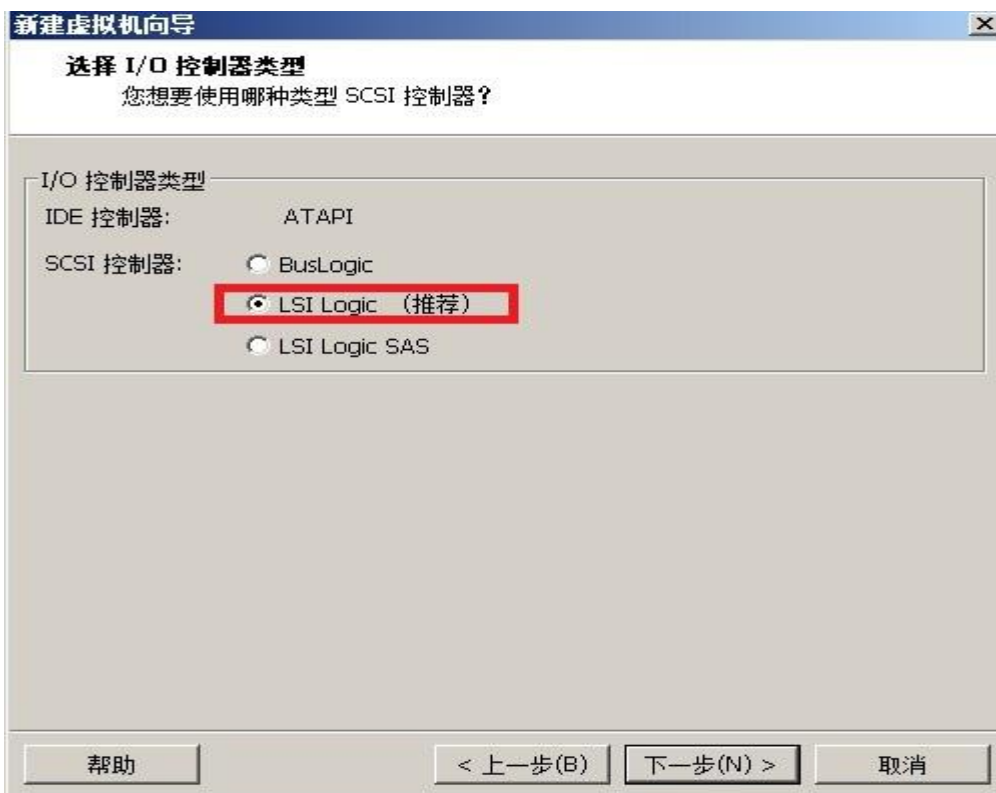 新建虚拟机向导
选择 I/O 控制器类型
您想要使用哪种类型 SCSI 控制器?
I/O 控制器类型
IDE 控制器: ATAPI
SCSI 控制器: BusLogic
LSI Logic （推荐）
LSI Logic SAS
帮助 < 上一步(B) 下一步(N) > 取消